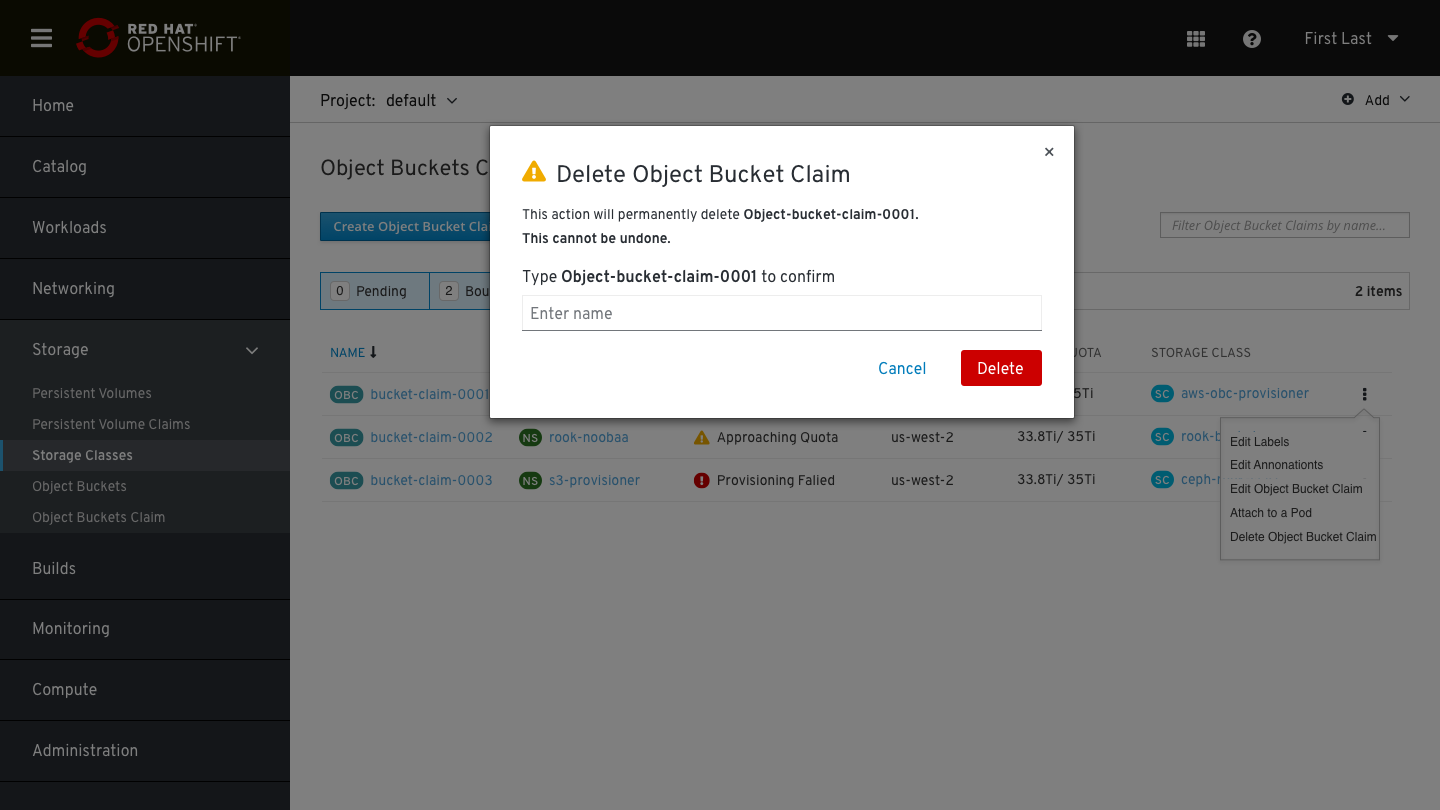 RED HAT
OPENSHIFT
First Last
Home
Catalog
Workloads
Networking
Storage
Persistent Volumes
Persistent Volume Claims
Storage Classes
Object Buckets
Object Buckets Claim
Builds
Monitoring
Compute
Administration
Project: default
Add
Object Buckets C
Create Object Bucket Clai
Filter Object Bucket Claims by name...
0 Pending 2 Bou
2 items
Delete Object Bucket Claim
This action will permanently delete Object-bucket-claim-0001.
This cannot be undone.
Type Object-bucket-claim-0001 to confirm
Enter name
Cancel Delete
NAME UOTA STORAGE CLASS
OBC bucket-claim-0001 5Ti SC aws-obc-provisioner
OBC bucket-claim-0002 NS rook-noobaa Approaching Quota us-west-2 33.8Ti/ 35Ti SC rook-b
OBC bucket-claim-0003 NS s3-provisioner Provisioning Falied us-west-2 33.8Ti/ 35Ti SC ceph-r
Edit Labels
Edit Annonationts
Edit Object Bucket Claim
Attach to a Pod
Delete Object Bucket Claim